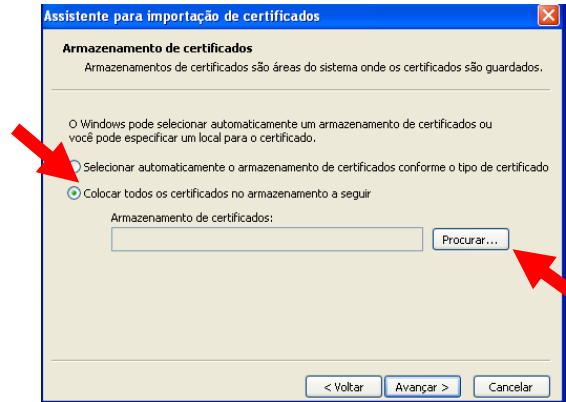 Assistente para importação de certificados
Armazenamento de certificados
Armazenamentos de certificados são áreas do sistema onde os certificados são guardados.
O Windows pode selecionar automaticamente um armazenamento de certificados ou
você pode especificar um local para o certificado.
Selecionar automaticamente o armazenamento de certificados conforme o tipo de certificado
Colocar todos os certificados no armazenamento a seguir
Armazenamento de certificados:
Procurar...
< Voltar Avançar > Cancelar